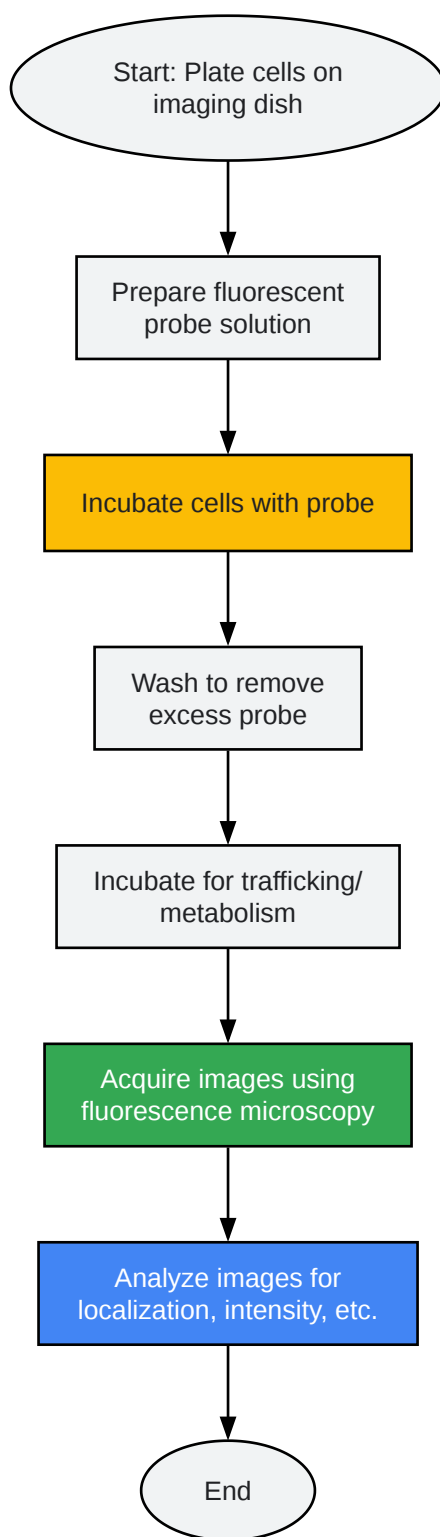 Start: Plate cells on
imaging dish
Prepare fluorescent
probe solution
Incubate cells with probe
Wash to remove
excess probe
Incubate for trafficking/
metabolism
Acquire images using
fluorescence microscopy
Analyze images for
localization, intensity, etc.
End